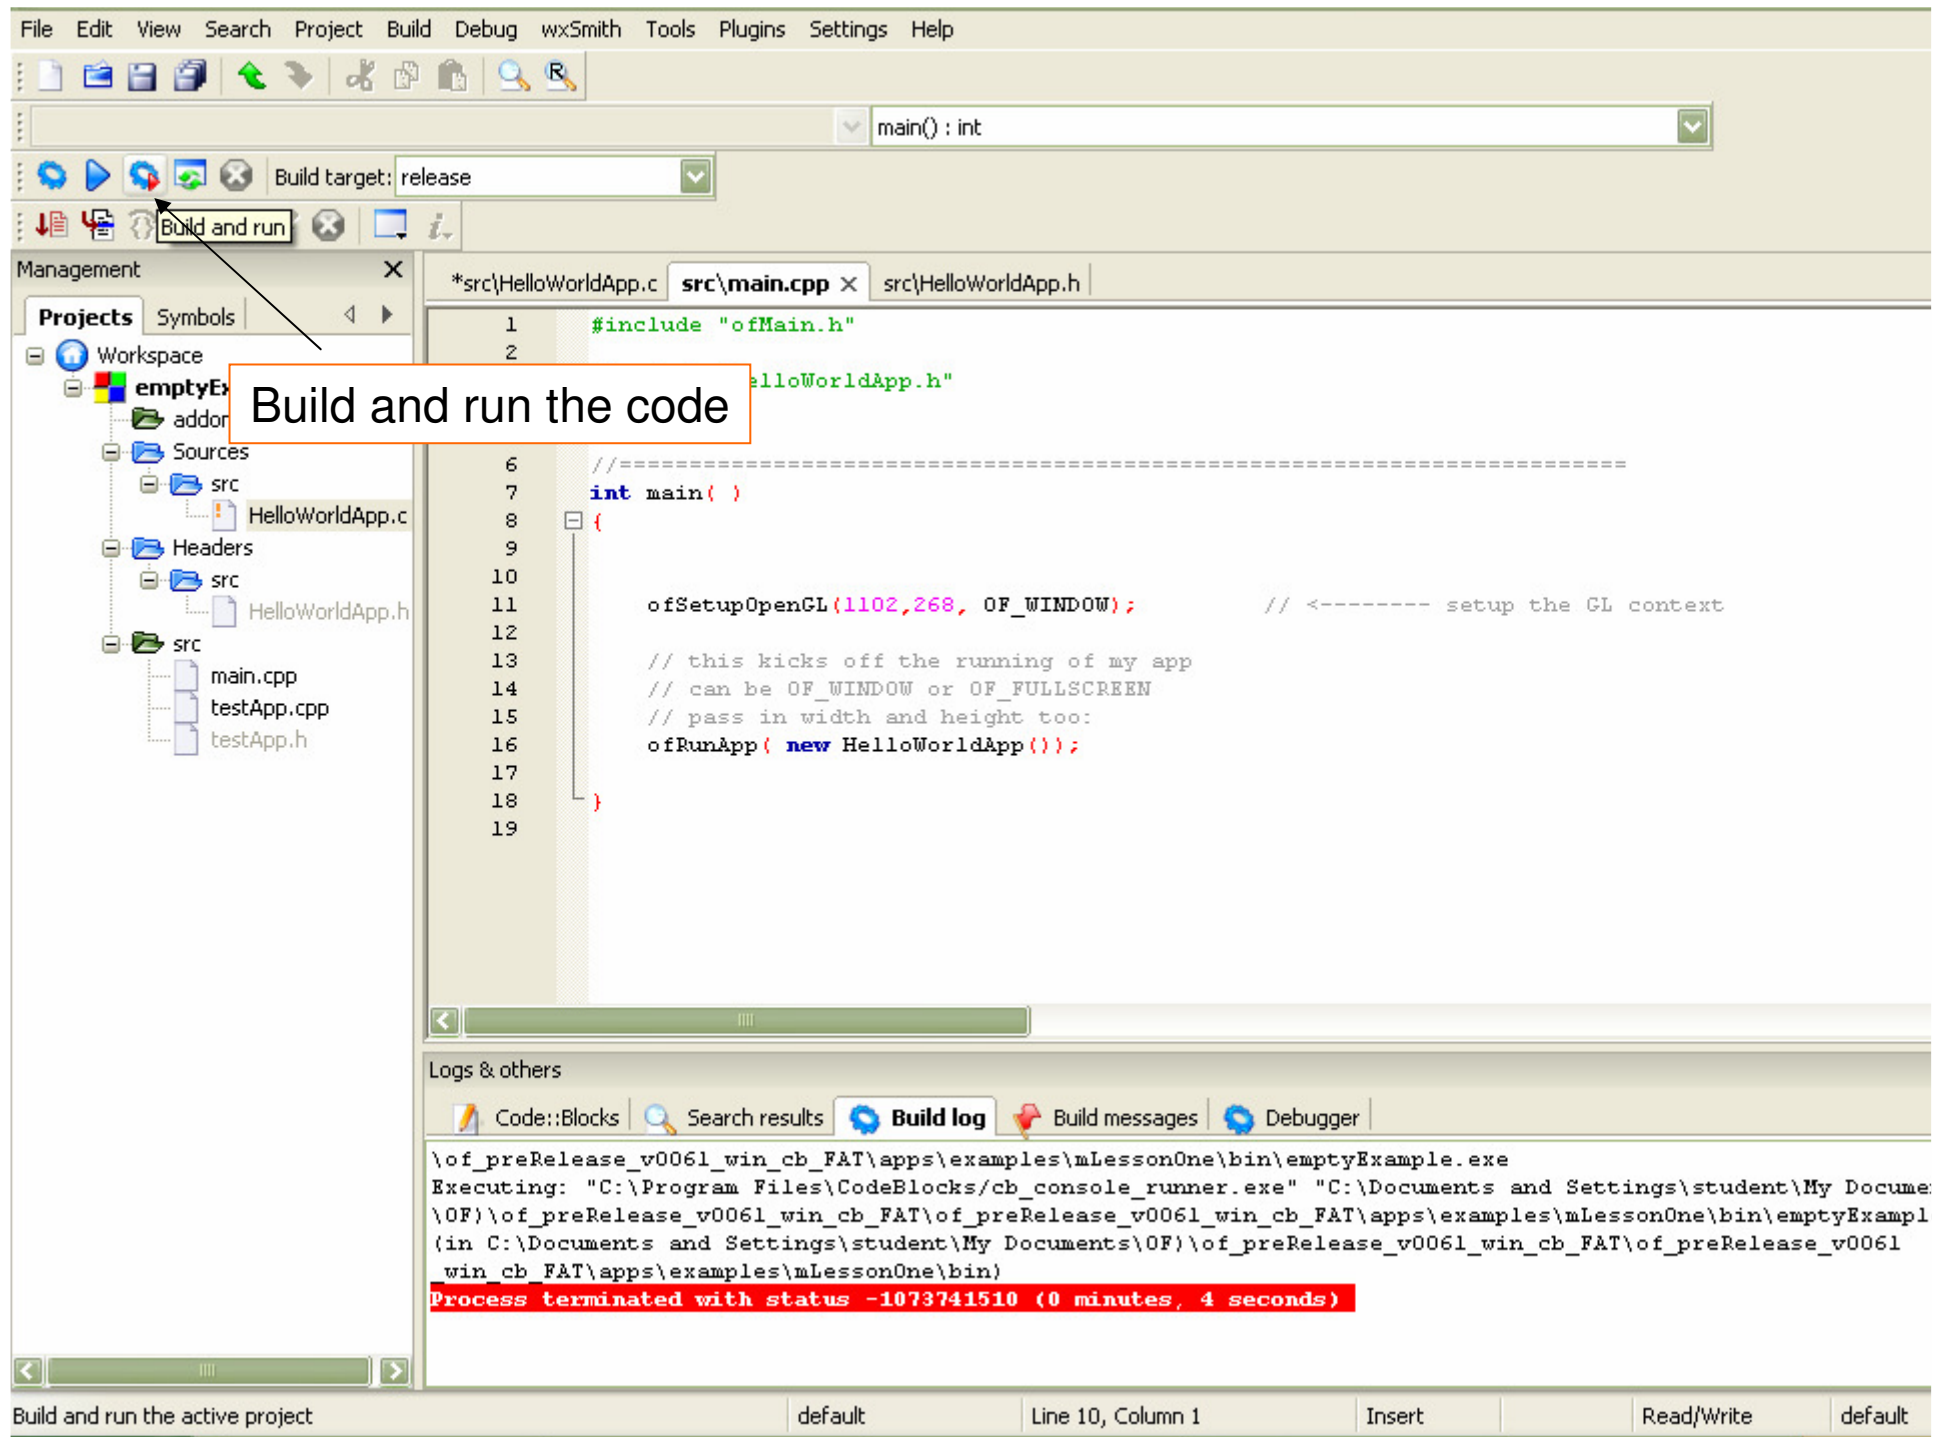 File Edit View Search Project Build Debug wxSmith Tools Plugins Settings Help
main() : int
Build target: release
Build and run
Management
*src\HelloWorldApp.c src\main.cpp src\HelloWorldApp.h
Projects Symbols
Workspace
emptyEx
addon
Sources
src
HelloWorldApp.c
Headers
src
HelloWorldApp.h
src
main.cpp
testApp.cpp
testApp.h
Build and run the code
1 #include "ofMain.h"
2
elloWorldApp.h"
6 //=========================================================================
7 int main( )
8 {
9
10
11 ofSetupOpenGL(1102,268, OF_WINDOW); // <-------- setup the GL context
12
13 // this kicks off the running of my app
14 // can be OF_WINDOW or OF_FULLSCREEN
15 // pass in width and height too:
16 ofRunApp( new HelloWorldApp());
17
18 }
19
Logs & others
Code::Blocks Search results Build log Build messages Debugger
\of_preRelease_v0061_win_cb_FAT\apps\examples\mLessonOne\bin\emptyExample.exe
Executing: "C:\Program Files\CodeBlocks/cb_console_runner.exe" "C:\Documents and Settings\student\My Docume
\OF)\of_preRelease_v0061_win_cb_FAT\of_preRelease_v0061_win_cb_FAT\apps\examples\mLessonOne\bin\emptyExampl
(in C:\Documents and Settings\student\My Documents\OF)\of_preRelease_v0061_win_cb_FAT\of_preRelease_v0061
_win_cb_FAT\apps\examples\mLessonOne\bin)
Process terminated with status -1073741510 (0 minutes, 4 seconds)
Build and run the active project default Line 10, Column 1 Insert Read/Write default